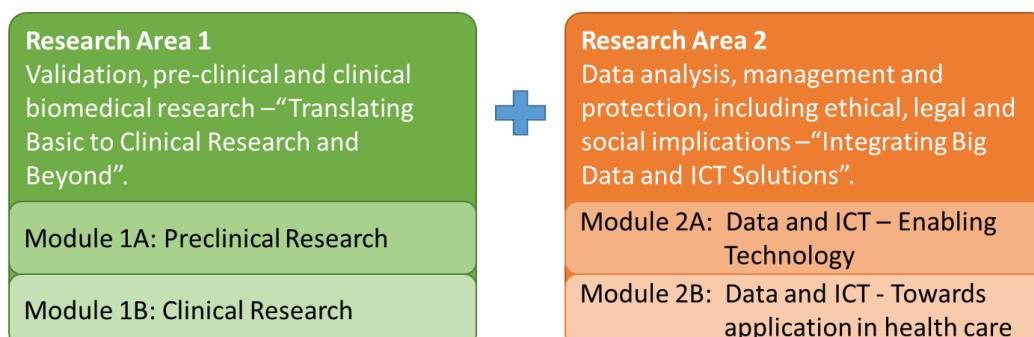 Research Area 1
Validation, pre-clinical and clinical
biomedical research –“Translating
Basic to Clinical Research and
Beyond”.
Module 1A: Preclinical Research
Module 1B: Clinical Research
Research Area 2
Data analysis, management and
protection, including ethical, legal and
social implications –“Integrating Big
Data and ICT Solutions”.
Module 2A: Data and ICT – Enabling
Technology
Module 2B: Data and ICT - Towards
application in health care